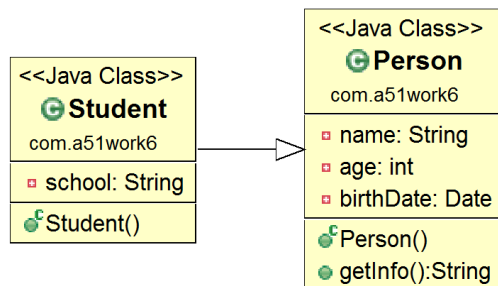 <<Java Class>>
Student
com.a51work6
school: String
Student()
<<Java Class>>
Person
com.a51work6
name: String
age: int
birthDate: Date
Person()
getInfo():String